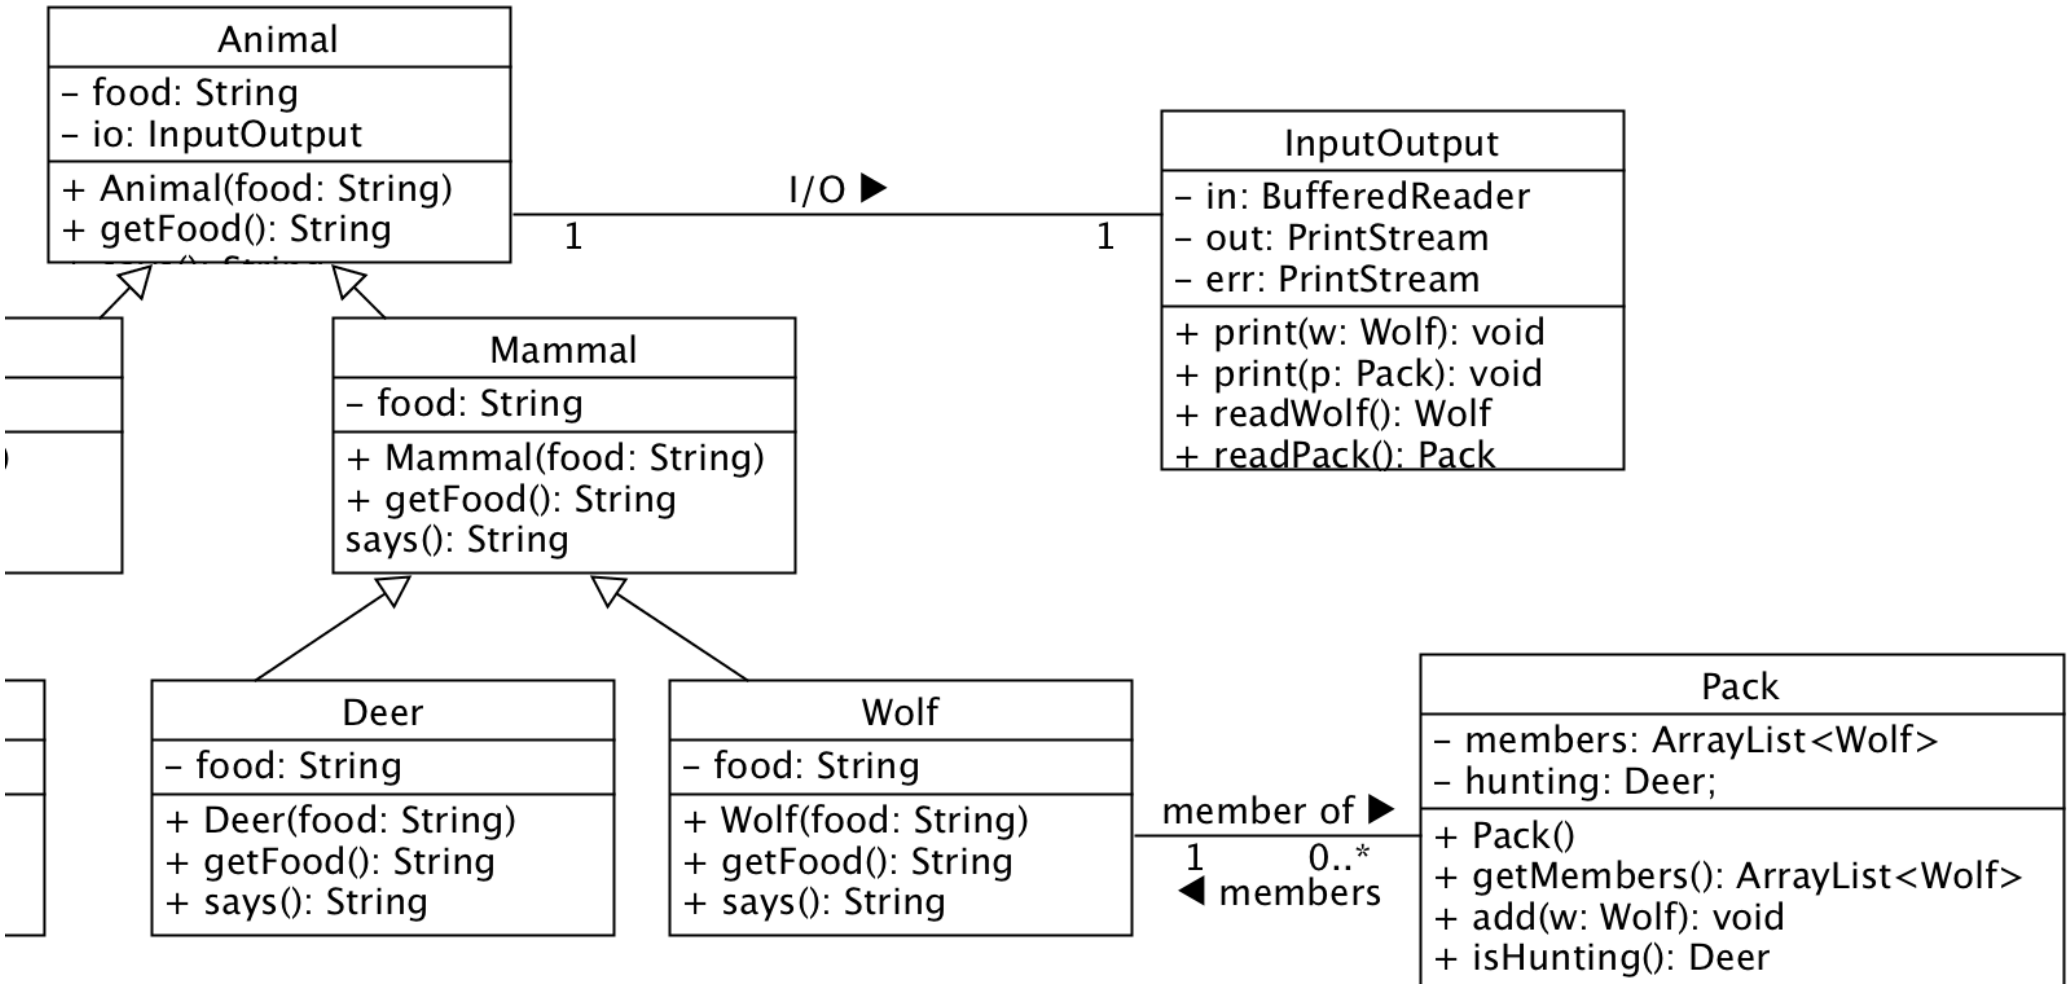 Animal
– food: String
– io: InputOutput
+ Animal(food: String)
+ getFood(): String
I/O ▶
1
1
InputOutput
– in: BufferedReader
– out: PrintStream
– err: PrintStream
+ print(w: Wolf): void
+ print(p: Pack): void
+ readWolf(): Wolf
+ readPack(): Pack
Mammal
– food: String
+ Mammal(food: String)
+ getFood(): String
says(): String
)
Deer
– food: String
+ Deer(food: String)
+ getFood(): String
+ says(): String
Wolf
– food: String
+ Wolf(food: String)
+ getFood(): String
+ says(): String
member of ▶
1
0..*
◀ members
Pack
– members: ArrayList<Wolf>
– hunting: Deer;
+ Pack()
+ getMembers(): ArrayList<Wolf>
+ add(w: Wolf): void
+ isHunting(): Deer